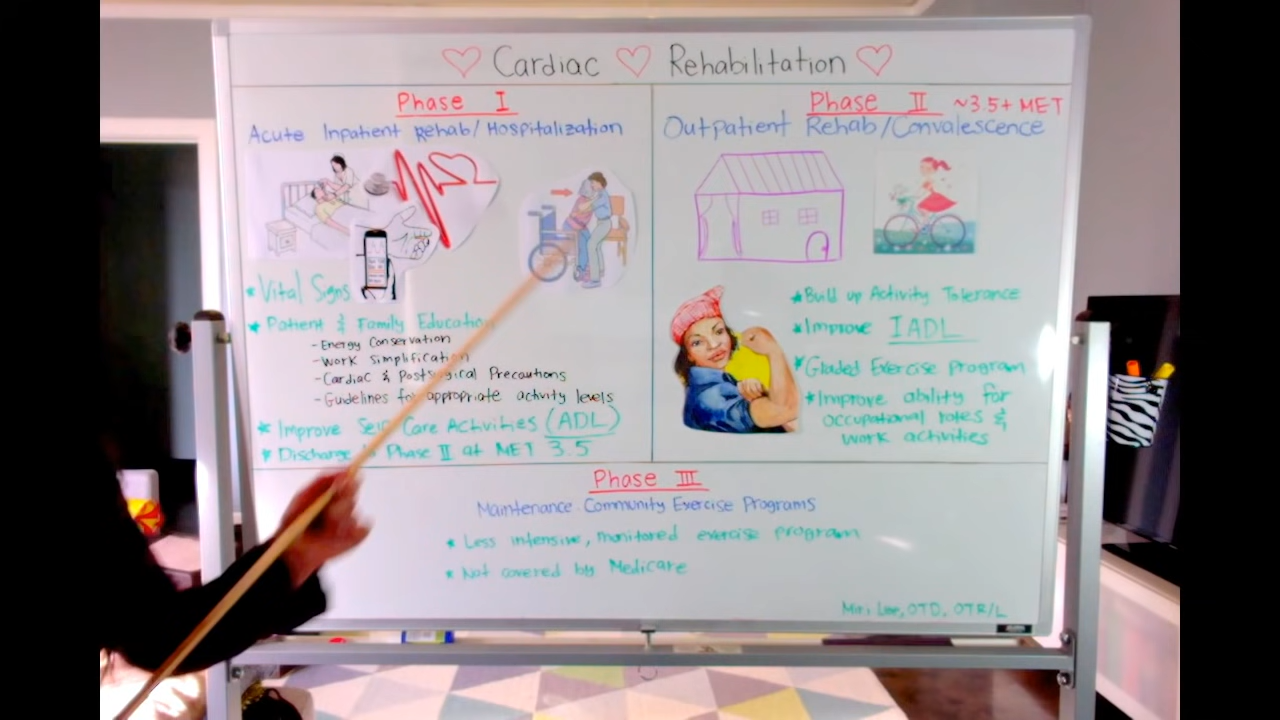 Cardiac Rehabilitation
Phase I
Acute Inpatient Rehab/Hospitalization
* Vital Signs
* Patient & Family Education
- Energy Conservation
- Work Simplification
- Cardiac & Postsurgical Precautions
- Guidelines for appropriate activity levels
* Improve Self Care Activities (ADL)
* Discharge to Phase II at MET 3.5
Phase II ~3.5+ MET
Outpatient Rehab/Convalescence
* Build up Activity Tolerance
* Improve IADL
* Graded Exercise Program
* Improve ability for
occupational roles &
work activities
Phase III
Maintenance Community Exercise Programs
* Less intensive, monitored exercise program
* Not covered by Medicare
Miri Lee, OTD, OTR/L